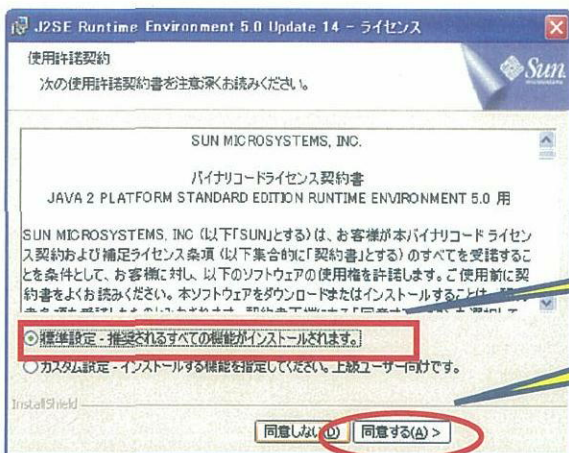 J2SE Runtime Environment 5.0 Update 14 - ライセンス
使用許諾契約
次の使用許諾契約書を注意深くお読みください。
Sun
microsystems
SUN MICROSYSTEMS, INC.
バイナリコードライセンス契約書
JAVA 2 PLATFORM STANDARD EDITION RUNTIME ENVIRONMENT 5.0 用
SUN MICROSYSTEMS, INC (以下「SUN」とする) は、お客様が本バイナリコード ライセン
ス契約および補足ライセンス条項 (以下集合的に「契約書」とする) のすべてを受諾するこ
とを条件として、お客様に対し、以下のソフトウェアの使用権を許諾します。ご使用前に契
約書をよくお読みください。本ソフトウェアをダウンロードまたはインストールすることは、
標準設定 - 推奨されるすべての機能がインストールされます。
カスタム設定 - インストールする機能を指定してください。上級ユーザー向けです。
InstallShield
同意しない(D)
同意する(A) >